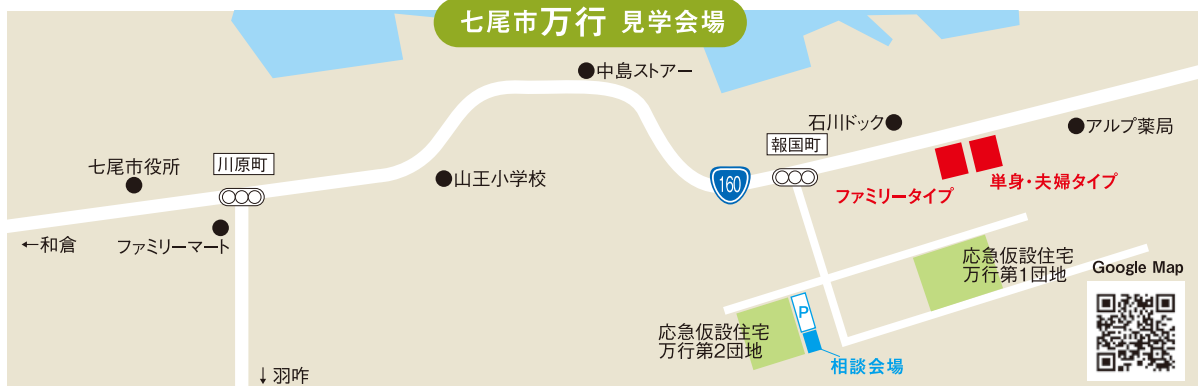 七尾市万行 見学会場
中島ストアー
石川ドック
アルプ薬局
報国町
川原町
七尾市役所
山王小学校
160
ファミリータイプ
単身・夫婦タイプ
←和倉
ファミリーマート
応急仮設住宅
万行第1団地
Google Map
P
応急仮設住宅
万行第2団地
相談会場
↓羽咋